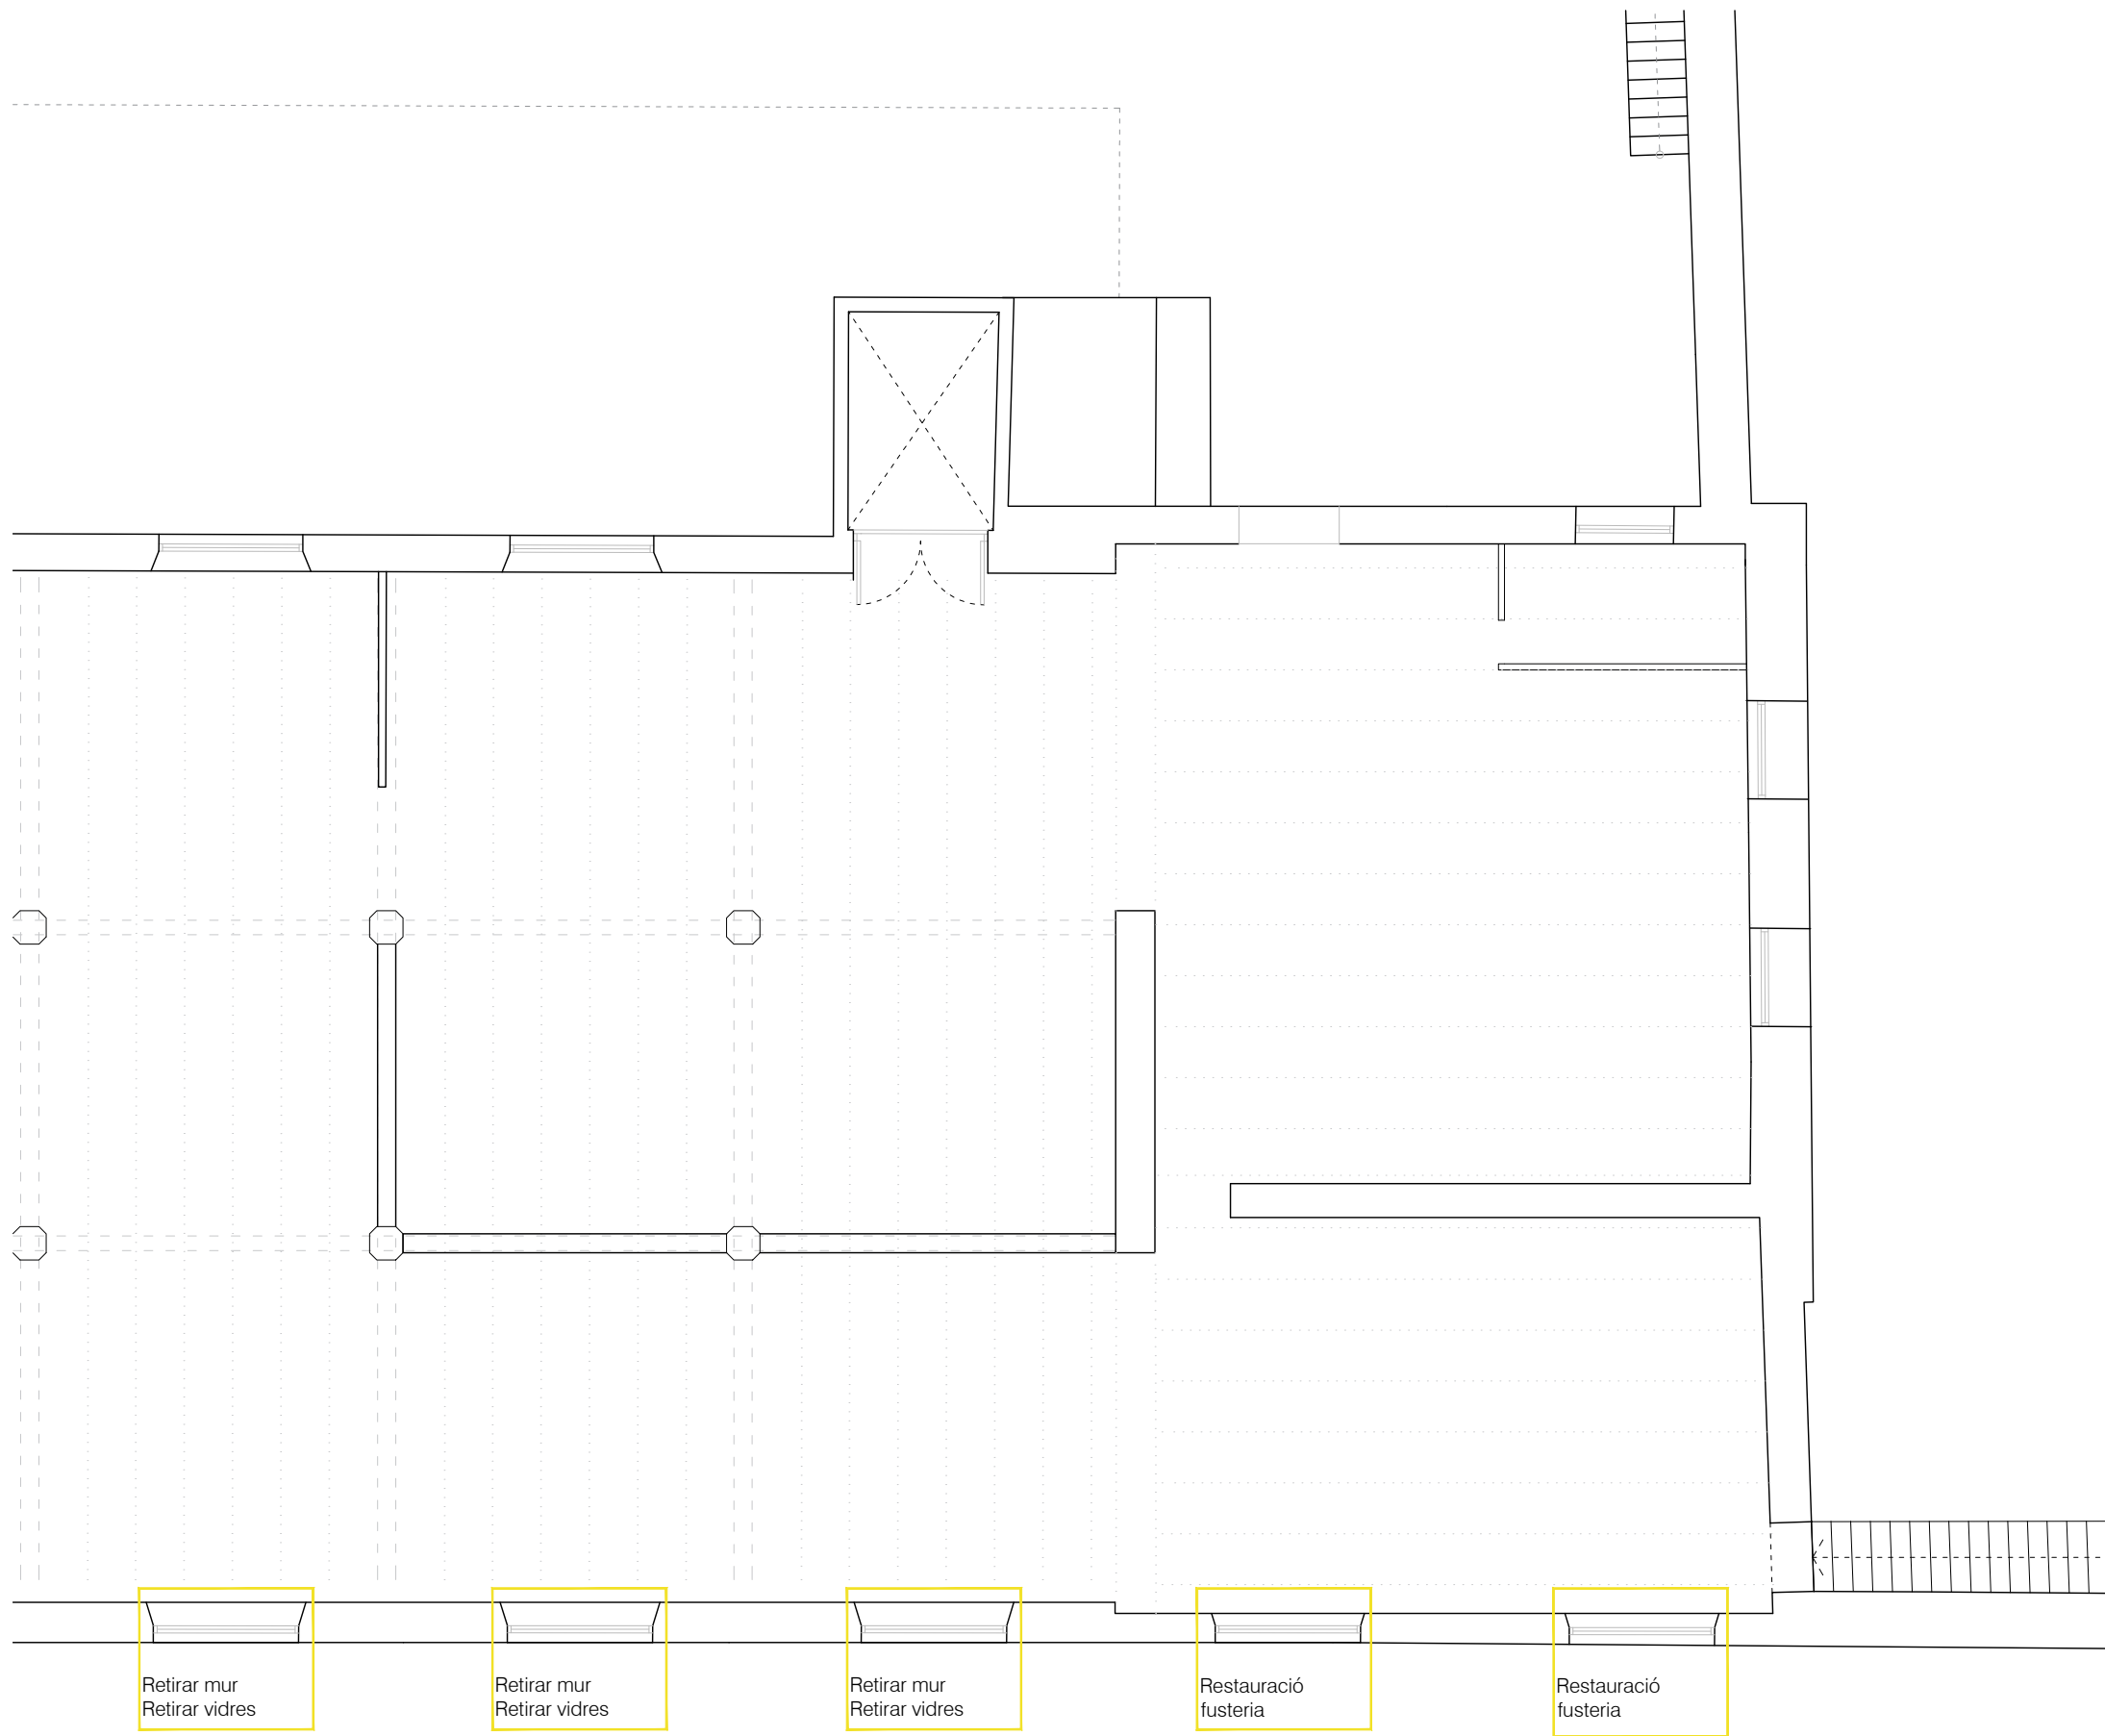 Retirar mur
Retirar vidres
Retirar mur
Retirar vidres
Retirar mur
Retirar vidres
Restauració
fusteria
Restauració
fusteria